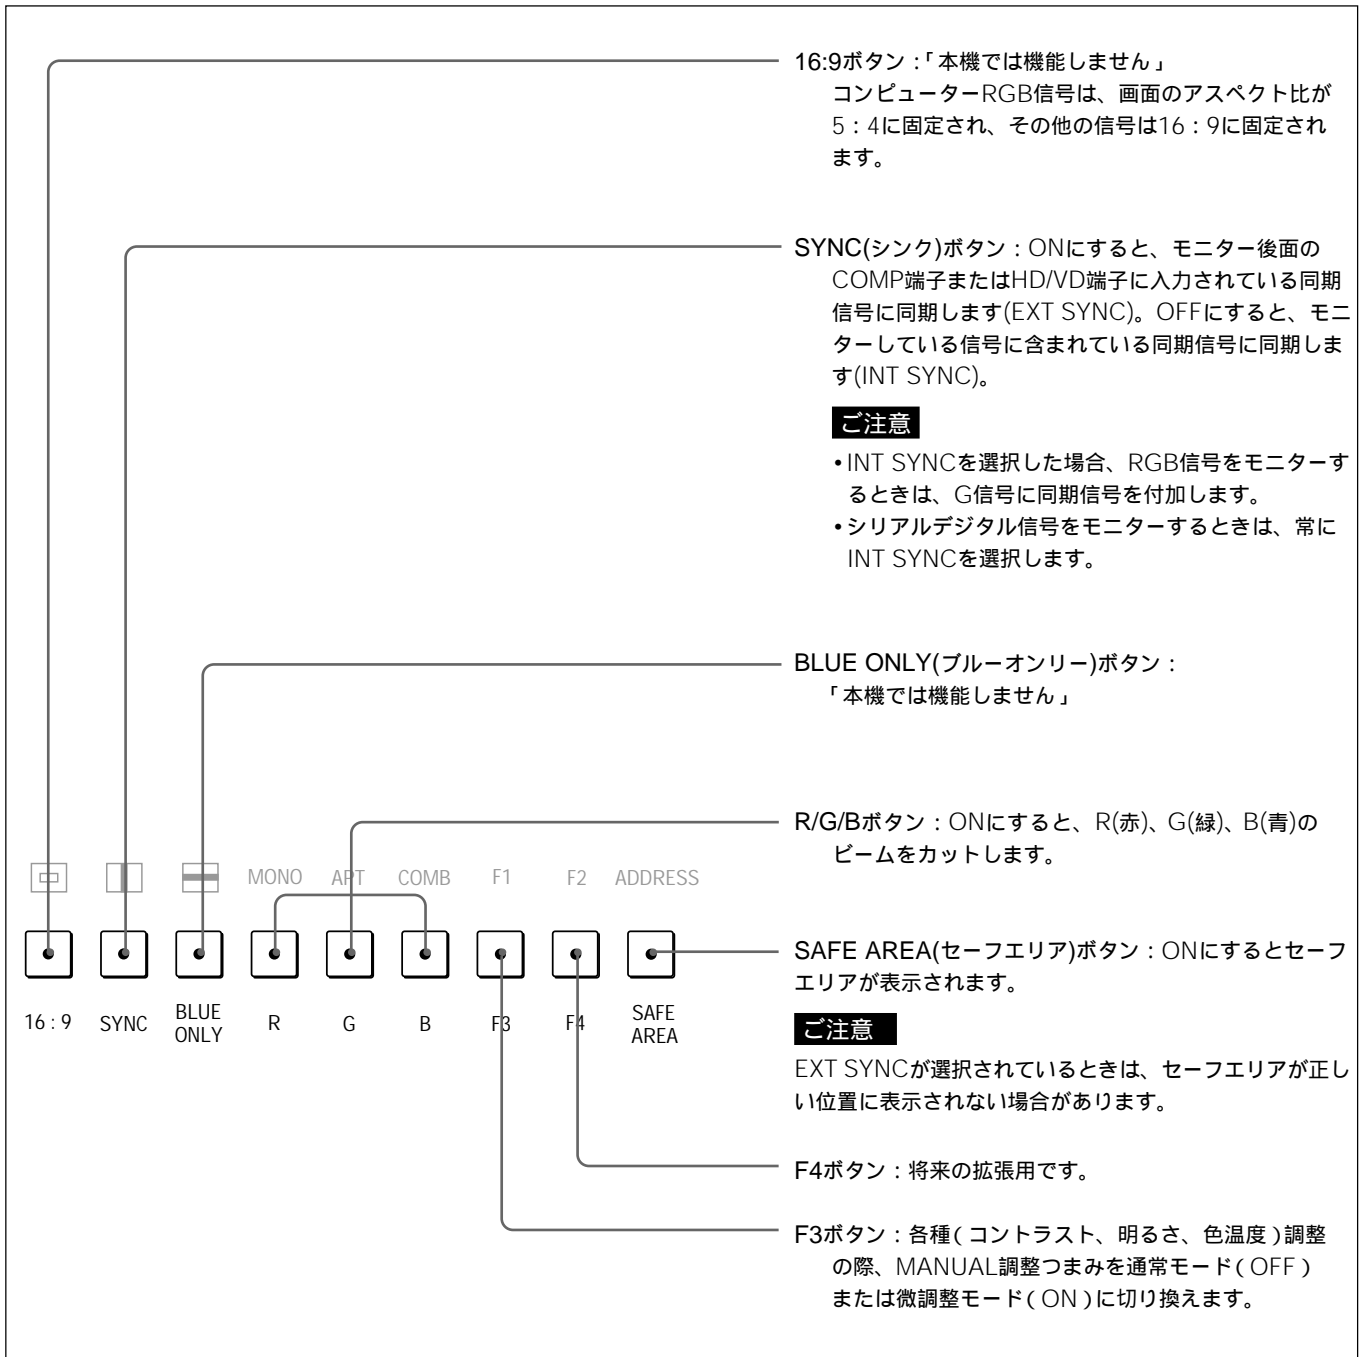 16:9ボタン:「本機では機能しません」
コンピューターRGB信号は、画面のアスペクト比が
5:4に固定され、その他の信号は16:9に固定され
ます。
SYNC(シンク)ボタン:ONにすると、モニター後面の
COMP端子またはHD/VD端子に入力されている同期
信号に同期します(EXT SYNC)。OFFにすると、モニ
ターしている信号に含まれている同期信号に同期しま
す(INT SYNC)。
ご注意
•INT SYNCを選択した場合、RGB信号をモニターす
るときは、G信号に同期信号を付加します。
•シリアルデジタル信号をモニターするときは、常に
INT SYNCを選択します。
BLUE ONLY(ブルーオンリー)ボタン:
「本機では機能しません」
R/G/Bボタン:ONにすると、R(赤)、G(緑)、B(青)の
ビームをカットします。
MONO APT COMB F1 F2 ADDRESS
16:9 SYNC BLUE ONLY R G B F3 F4 SAFE AREA
SAFE AREA(セーフエリア)ボタン:ONにするとセーフ
エリアが表示されます。
ご注意
EXT SYNCが選択されているときは、セーフエリアが正し
い位置に表示されない場合があります。
F4ボタン:将来の拡張用です。
F3ボタン:各種(コントラスト、明るさ、色温度)調整
の際、MANUAL調整つまみを通常モード(OFF)
または微調整モード(ON)に切り換えます。